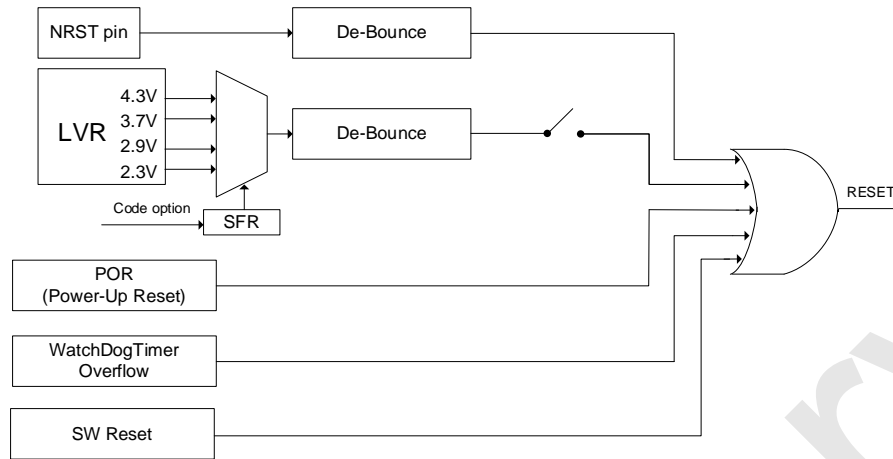 NRST pin
De-Bounce
LVR
4.3V
3.7V
2.9V
2.3V
De-Bounce
Code option
SFR
RESET
POR
(Power-Up Reset)
WatchDogTimer
Overflow
SW Reset